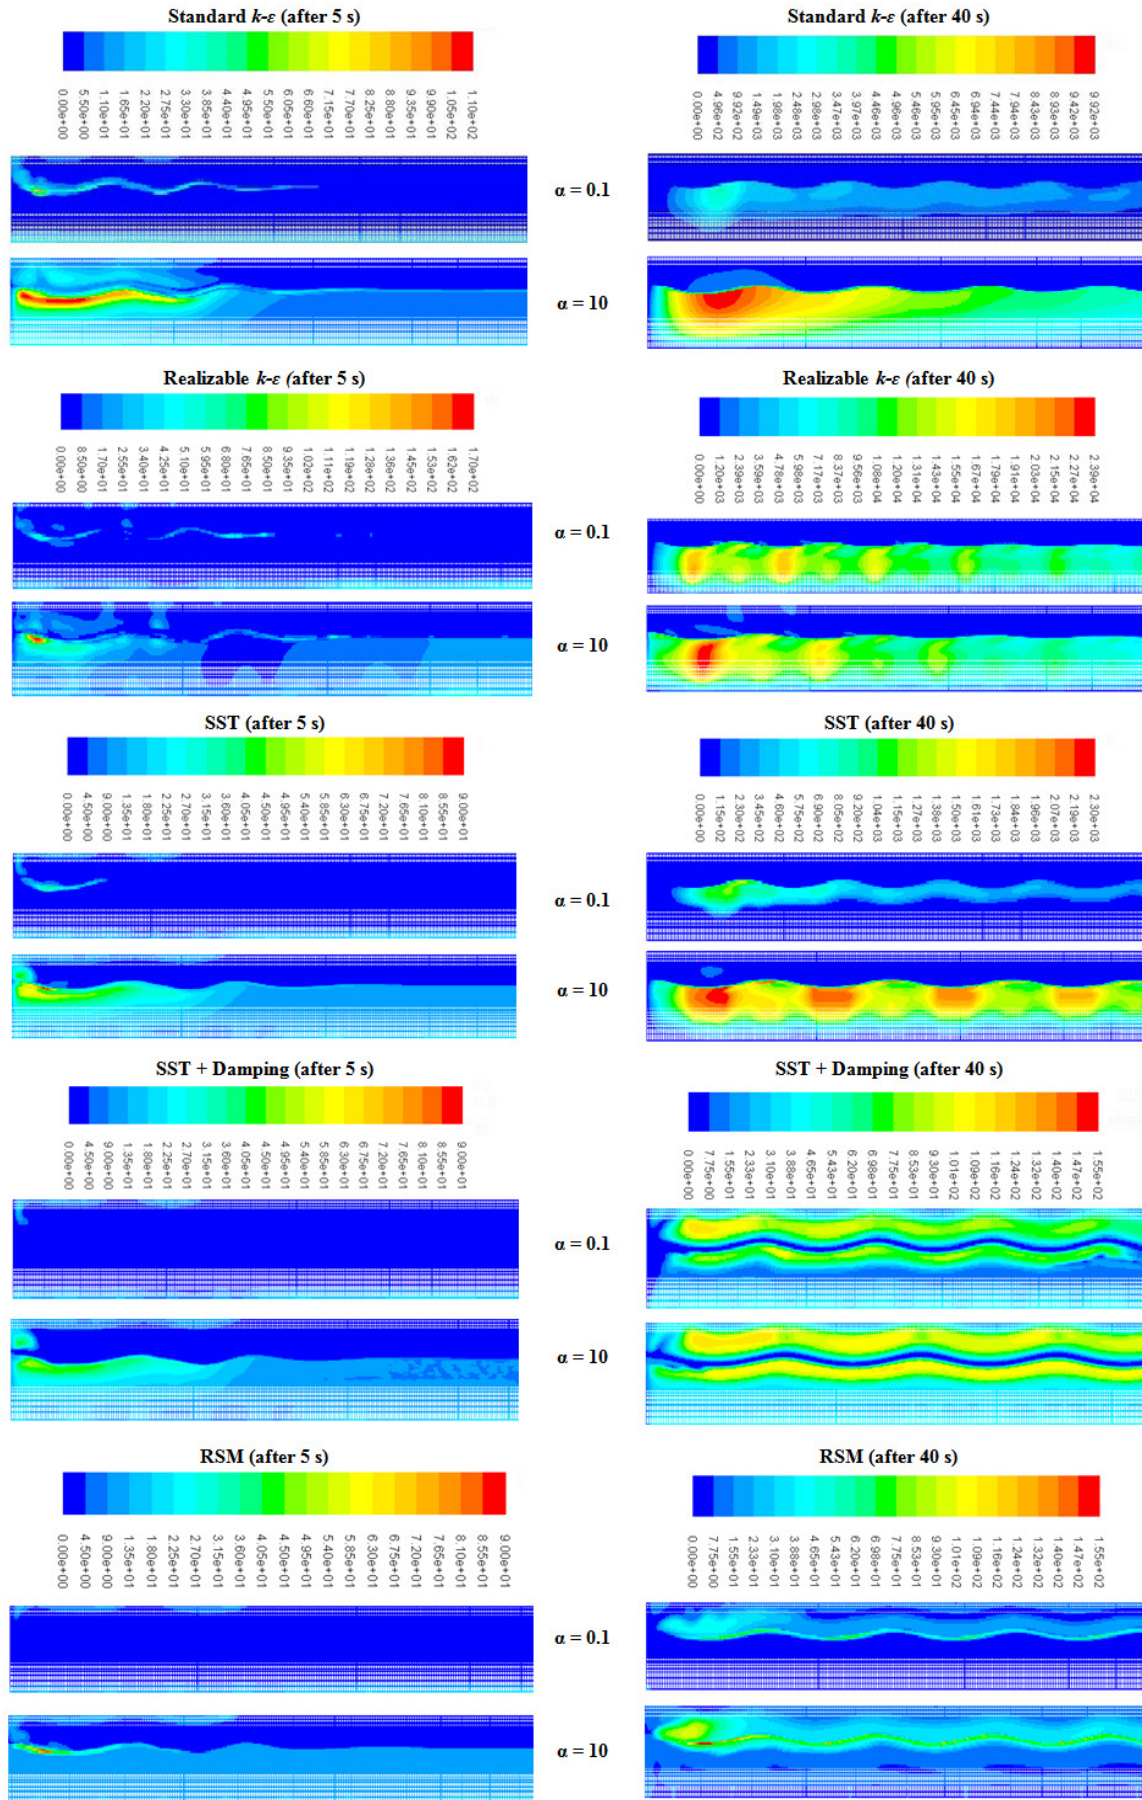 Standard k-ε (after 5 s)
0.00e+00 5.50e+00 1.10e+01 1.65e+01 2.20e+01 2.75e+01 3.30e+01 3.85e+01 4.40e+01 5.50e+01 6.05e+01 6.60e+01 7.15e+01 7.70e+01 8.25e+01 8.80e+01 9.35e+01 9.90e+01 1.05e+02 1.10e+02
Standard k-ε (after 40 s)
0.00e+00 4.96e+02 9.92e+02 1.49e+03 1.98e+03 2.48e+03 2.98e+03 3.47e+03 4.46e+03 4.96e+03 5.95e+03 6.45e+03 6.94e+03 7.44e+03 7.94e+03 8.43e+03 8.93e+03 9.42e+03 9.92e+03
α = 0.1
α = 10
Realizable k-ε (after 5 s)
0.00e+00 8.50e+00 1.70e+01 2.55e+01 3.40e+01 4.25e+01 5.10e+01 5.95e+01 6.80e+01 7.65e+01 8.50e+01 9.35e+01 1.02e+02 1.11e+02 1.19e+02 1.28e+02 1.36e+02 1.45e+02 1.53e+02 1.62e+02 1.70e+02
Realizable k-ε (after 40 s)
0.00e+00 1.20e+03 2.39e+03 3.59e+03 4.78e+03 5.98e+03 7.17e+03 8.37e+03 9.56e+03 1.08e+04 1.20e+04 1.31e+04 1.43e+04 1.55e+04 1.67e+04 1.79e+04 1.91e+04 2.03e+04 2.15e+04 2.27e+04 2.39e+04
α = 0.1
α = 10
SST (after 5 s)
0.00e+00 4.50e+00 9.00e+00 1.35e+01 1.80e+01 2.25e+01 2.70e+01 3.15e+01 3.60e+01 4.05e+01 4.50e+01 4.95e+01 5.40e+01 5.85e+01 6.30e+01 6.75e+01 7.20e+01 7.65e+01 8.10e+01 8.55e+01 9.00e+01
SST (after 40 s)
0.00e+00 1.15e+02 2.30e+02 3.45e+02 4.60e+02 5.75e+02 6.90e+02 8.05e+02 9.20e+02 1.04e+03 1.15e+03 1.27e+03 1.38e+03 1.50e+03 1.61e+03 1.73e+03 1.84e+03 1.96e+03 2.07e+03 2.19e+03 2.30e+03
α = 0.1
α = 10
SST + Damping (after 5 s)
0.00e+00 4.50e+00 9.00e+00 1.35e+01 2.25e+01 2.70e+01 3.15e+01 3.60e+01 4.05e+01 4.50e+01 4.95e+01 5.40e+01 5.85e+01 6.30e+01 6.75e+01 7.20e+01 7.65e+01 8.10e+01 8.55e+01 9.00e+01
SST + Damping (after 40 s)
0.00e+00 7.75e+00 1.55e+01 2.33e+01 3.10e+01 3.88e+01 4.65e+01 5.43e+01 6.20e+01 6.98e+01 7.75e+01 8.53e+01 9.30e+01 1.01e+02 1.09e+02 1.16e+02 1.24e+02 1.32e+02 1.40e+02 1.47e+02 1.55e+02
α = 0.1
α = 10
RSM (after 5 s)
0.00e+00 4.50e+00 9.00e+00 1.35e+01 2.25e+01 2.70e+01 3.15e+01 3.60e+01 4.05e+01 4.50e+01 4.95e+01 5.40e+01 5.85e+01 6.30e+01 6.75e+01 7.20e+01 7.65e+01 8.10e+01 8.55e+01 9.00e+01
RSM (after 40 s)
0.00e+00 7.75e+00 1.55e+01 2.33e+01 3.10e+01 3.88e+01 4.65e+01 5.43e+01 6.20e+01 6.98e+01 7.75e+01 8.53e+01 9.30e+01 1.01e+02 1.09e+02 1.16e+02 1.24e+02 1.32e+02 1.40e+02 1.47e+02 1.55e+02
α = 0.1
α = 10